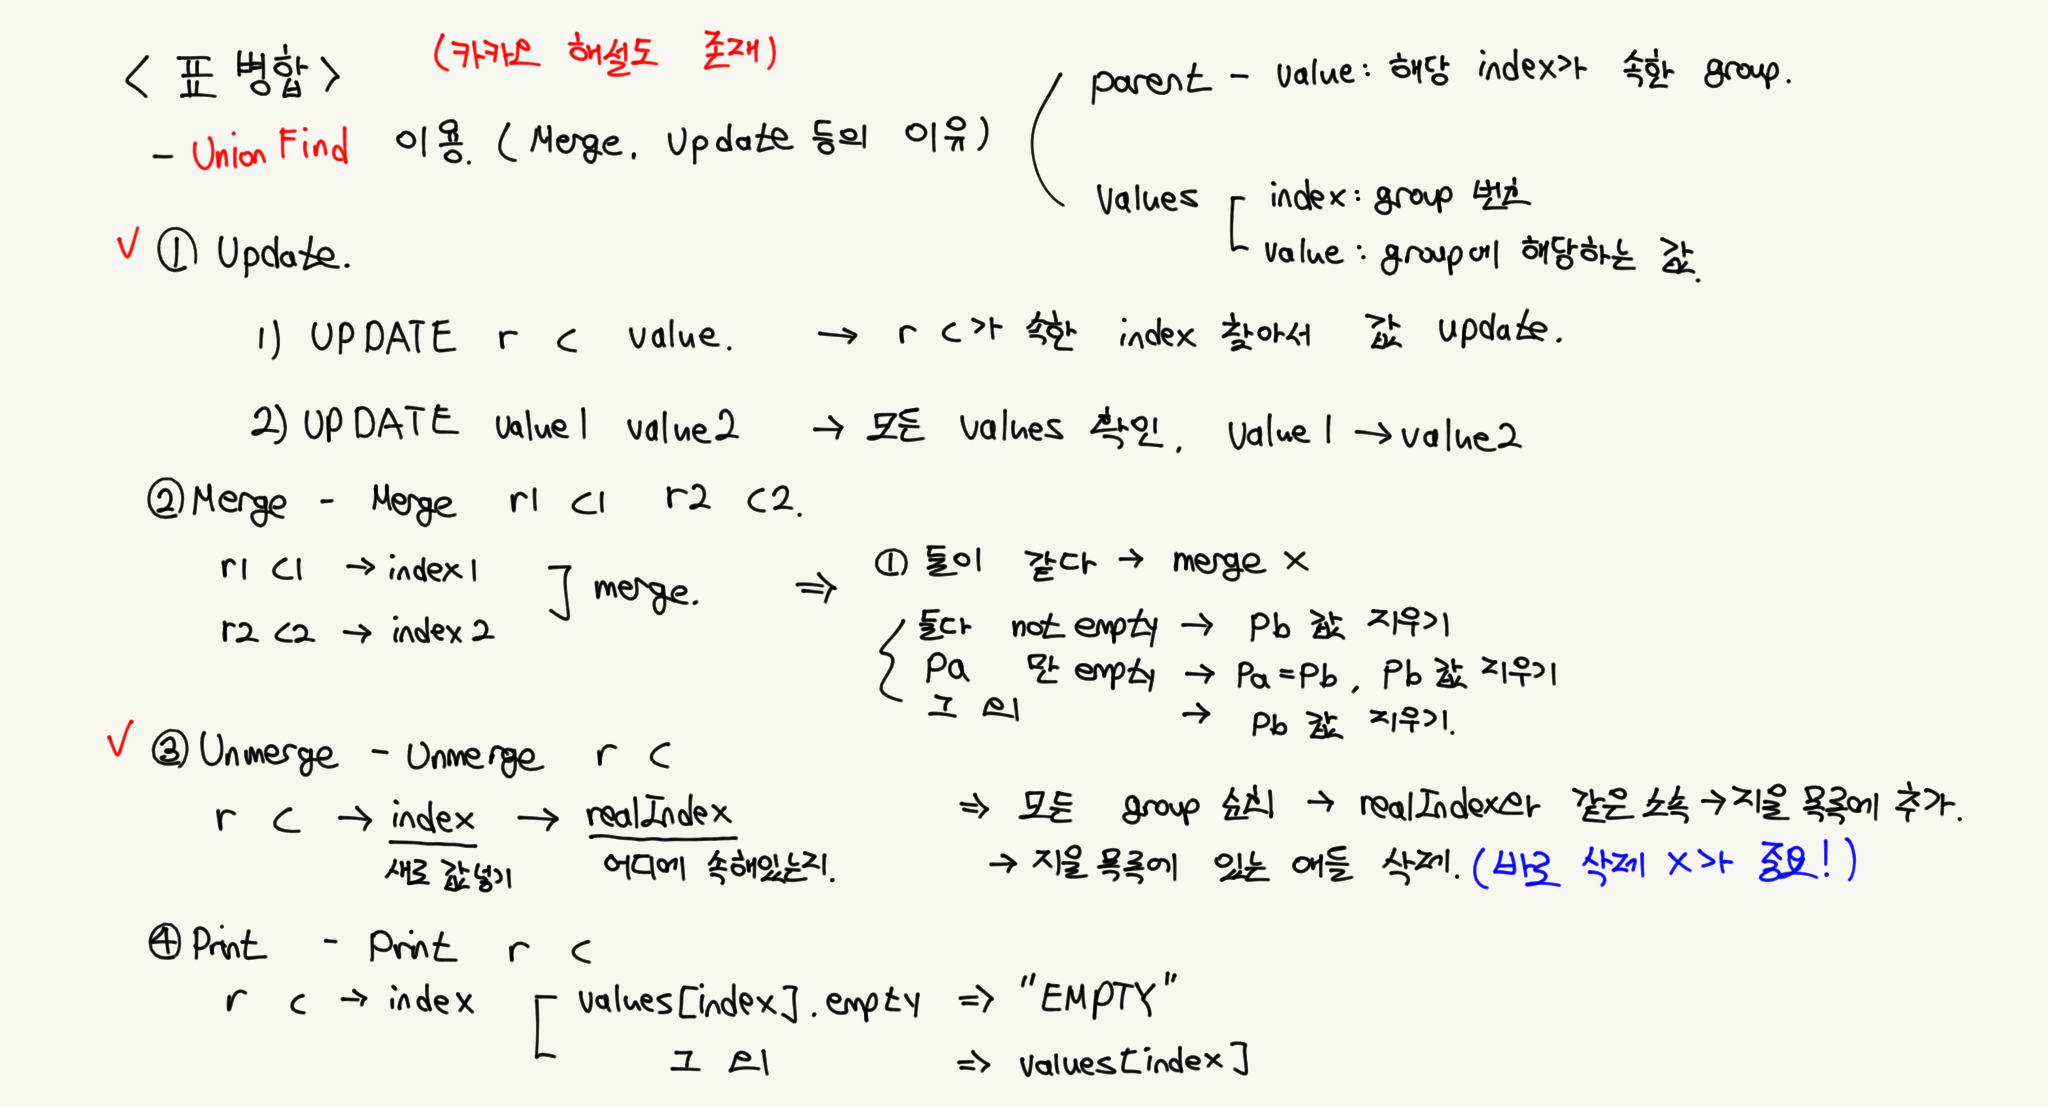 <표 병합> (카카오 해설도 존재)
- Union Find 이용. (Merge, Update 등의 이유)
parent - value: 해당 index가 속한 group.
values [ index: group 번호
value: group에 해당하는 값.
✓ ① Update.
1) UPDATE r c value. → r c가 속한 index 찾아서 값 update.
2) UPDATE value1 value2 → 모든 values 확인, value1 → value2
② Merge - Merge r1 c1 r2 c2.
r1 c1 → index1
r2 c2 → index2
] merge. ⇒ ① 둘이 같다 → merge x
{ 둘다 not empty → Pb 값 지우기
Pa 만 empty → Pa = Pb, Pb 값 지우기
그 외 → Pb 값 지우기.
✓ ③ Unmerge - Unmerge r c
r c → index → realIndex ⇒ 모든 group 순회 → realIndex와 같은 소속 → 지울 목록에 추가.
새로 값넣기 어디에 속해있는지. → 지울 목록에 있는 애들 삭제. (바로 삭제 x가 중요!)
④ Print - Print r c
r c → index [ values[index].empty ⇒ "EMPTY"
그 외 ⇒ values[index]